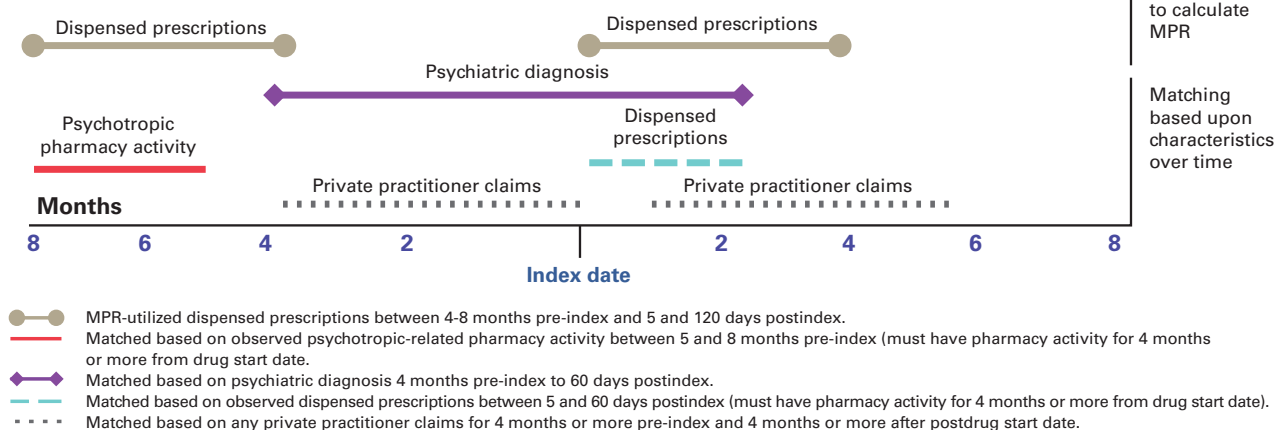 to calculate
MPR
Dispensed prescriptions
Dispensed prescriptions
Psychiatric diagnosis
Matching
based upon
characteristics
over time
Dispensed
prescriptions
Psychotropic
pharmacy activity
Private practitioner claims
Private practitioner claims
Months
8 6 4 2 2 4 6 8
Index date
MPR-utilized dispensed prescriptions between 4-8 months pre-index and 5 and 120 days postindex.
Matched based on observed psychotropic-related pharmacy activity between 5 and 8 months pre-index (must have pharmacy activity for 4 months
or more from drug start date.
Matched based on psychiatric diagnosis 4 months pre-index to 60 days postindex.
Matched based on observed dispensed prescriptions between 5 and 60 days postindex (must have pharmacy activity for 4 months or more from drug start date).
Matched based on any private practitioner claims for 4 months or more pre-index and 4 months or more after postdrug start date.